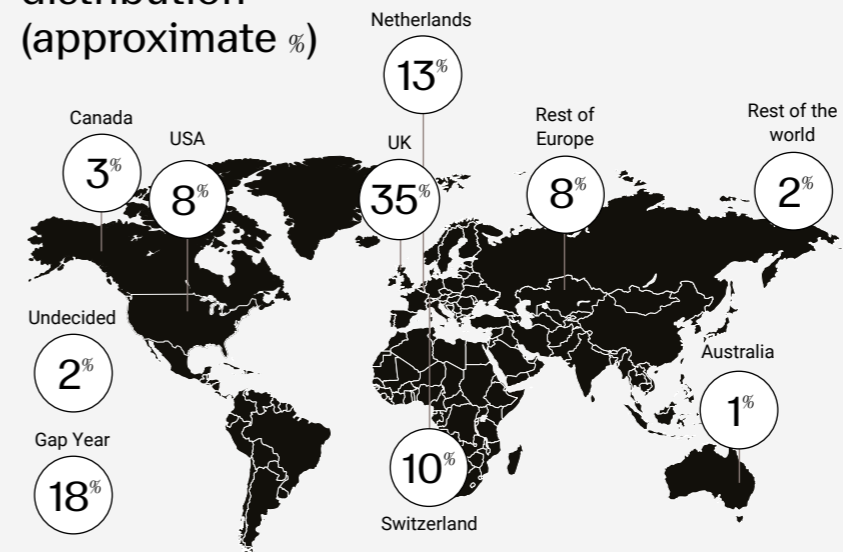 distribution
(approximate %)
Netherlands
13%
Canada
3%
USA
8%
UK
35%
Rest of
Europe
8%
Rest of the
world
2%
Undecided
2%
Australia
1%
Gap Year
18%
10%
Switzerland